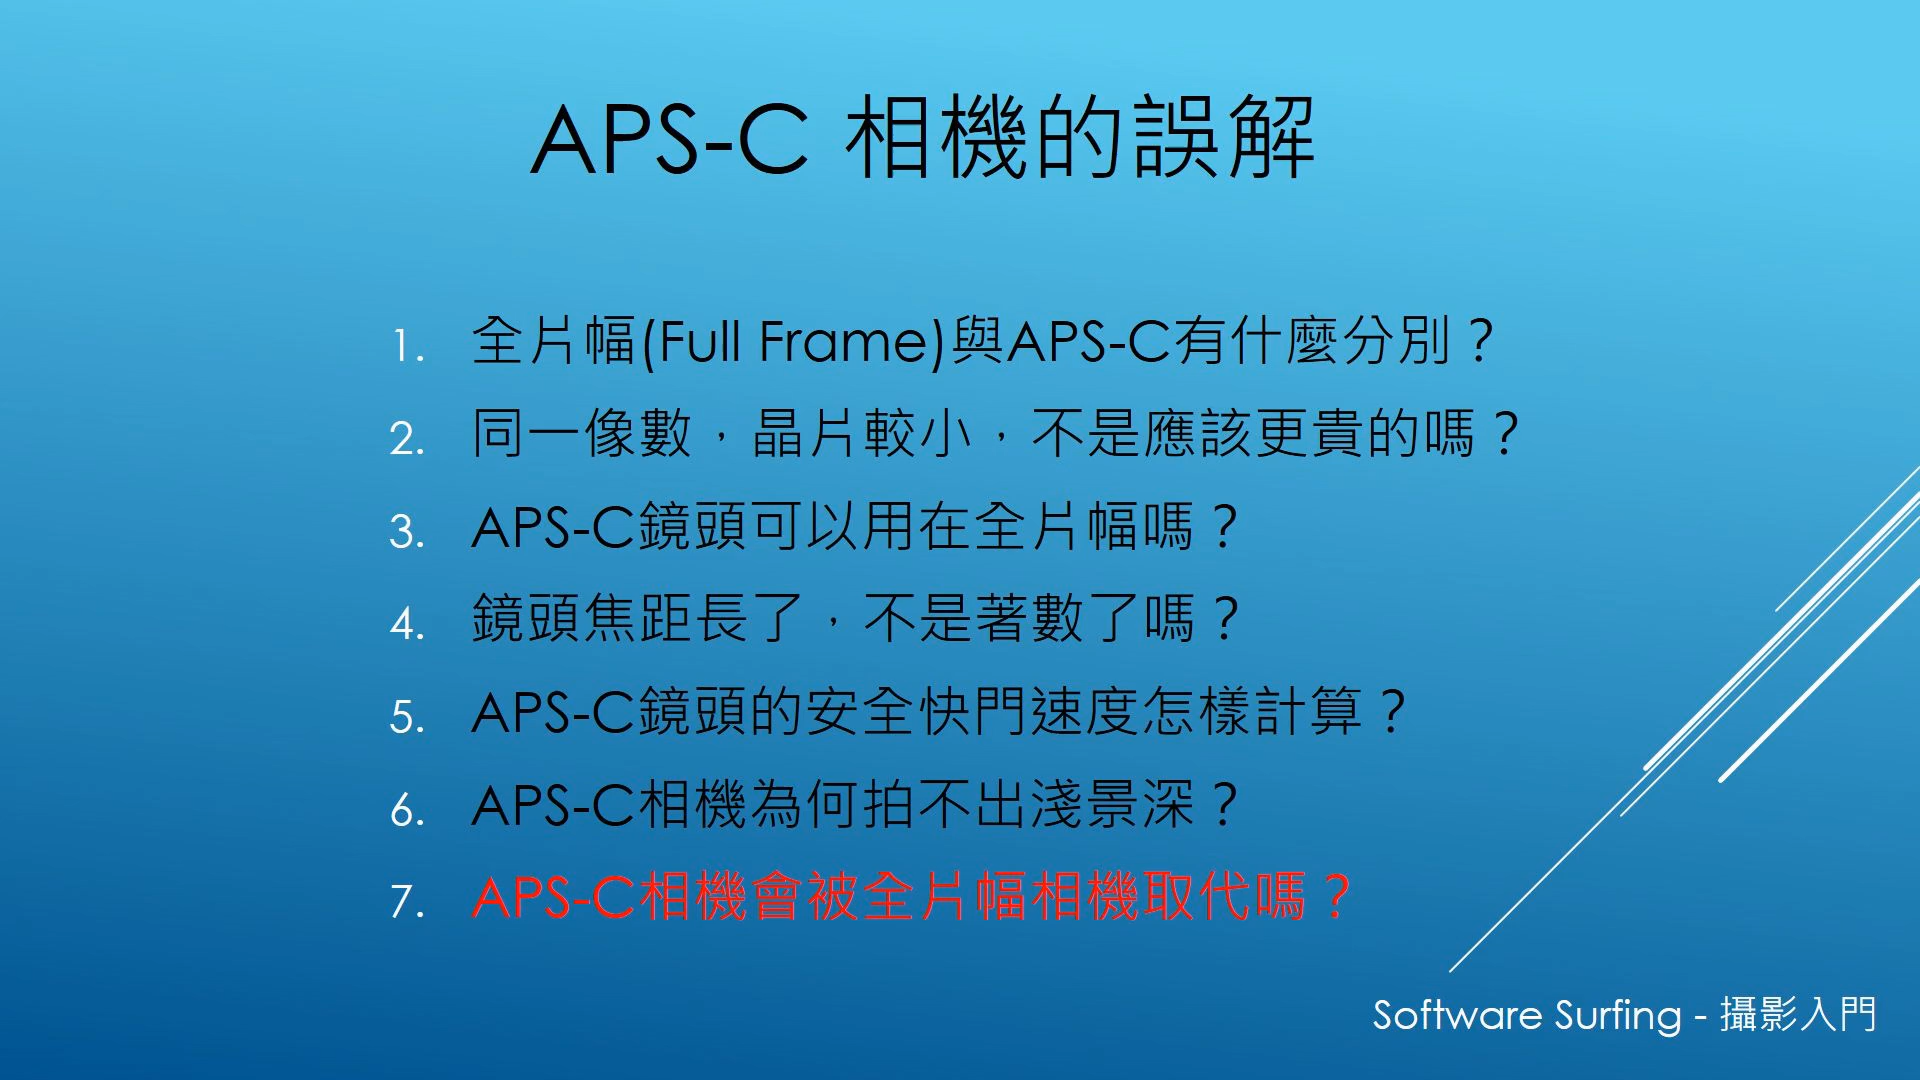 APS-C 相機的誤解
1. 全片幅(Full Frame)與APS-C有什麼分別？
2. 同一像數，晶片較小，不是應該更貴的嗎？
3. APS-C鏡頭可以用在全片幅嗎？
4. 鏡頭焦距長了，不是著數了嗎？
5. APS-C鏡頭的安全快門速度怎樣計算？
6. APS-C相機為何拍不出淺景深？
7. APS-C相機會被全片幅相機取代嗎？
Software Surfing - 攝影入門